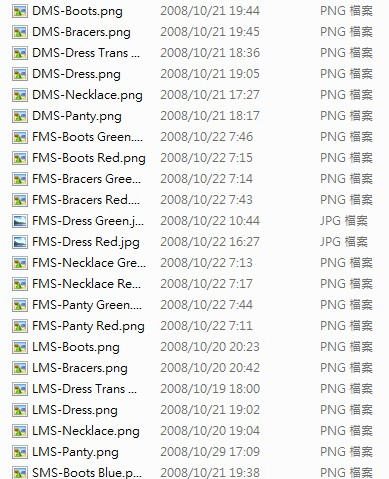 DMS-Boots.png 2008/10/21 19:44 PNG 檔案
DMS-Bracers.png 2008/10/21 19:45 PNG 檔案
DMS-Dress Trans ... 2008/10/21 18:36 PNG 檔案
DMS-Dress.png 2008/10/21 19:05 PNG 檔案
DMS-Necklace.png 2008/10/21 17:27 PNG 檔案
DMS-Panty.png 2008/10/21 18:17 PNG 檔案
FMS-Boots Green.... 2008/10/22 7:46 PNG 檔案
FMS-Boots Red.png 2008/10/22 7:15 PNG 檔案
FMS-Bracers Gree... 2008/10/22 7:14 PNG 檔案
FMS-Bracers Red.... 2008/10/22 7:43 PNG 檔案
FMS-Dress Green.j... 2008/10/22 10:44 JPG 檔案
FMS-Dress Red.jpg 2008/10/22 16:27 JPG 檔案
FMS-Necklace Gre... 2008/10/22 7:13 PNG 檔案
FMS-Necklace Re... 2008/10/22 7:17 PNG 檔案
FMS-Panty Green.... 2008/10/22 7:44 PNG 檔案
FMS-Panty Red.png 2008/10/22 7:11 PNG 檔案
LMS-Boots.png 2008/10/20 20:23 PNG 檔案
LMS-Bracers.png 2008/10/20 20:42 PNG 檔案
LMS-Dress Trans ... 2008/10/19 18:00 PNG 檔案
LMS-Dress.png 2008/10/21 19:02 PNG 檔案
LMS-Necklace.png 2008/10/20 19:04 PNG 檔案
LMS-Panty.png 2008/10/29 17:09 PNG 檔案
SMS-Boots Blue.p... 2008/10/21 19:38 PNG 檔案